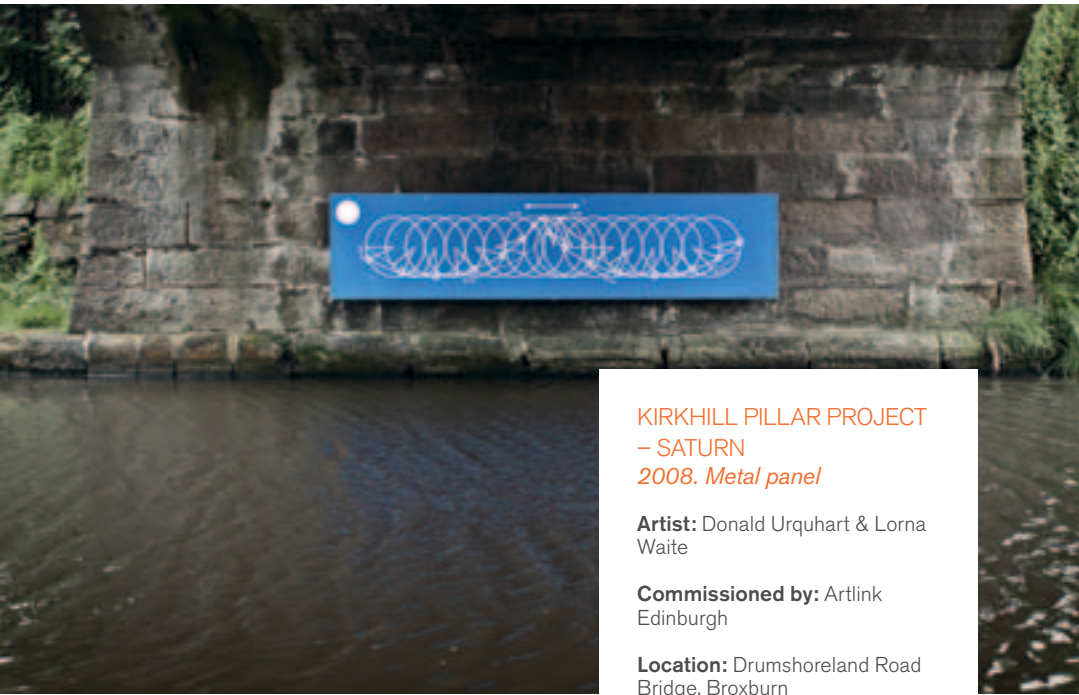 KIRKHILL PILLAR PROJECT
– SATURN
2008. Metal panel
Artist: Donald Urquhart & Lorna
Waite
Commissioned by: Artlink
Edinburgh
Location: Drumshoreland Road
Bridge, Broxburn